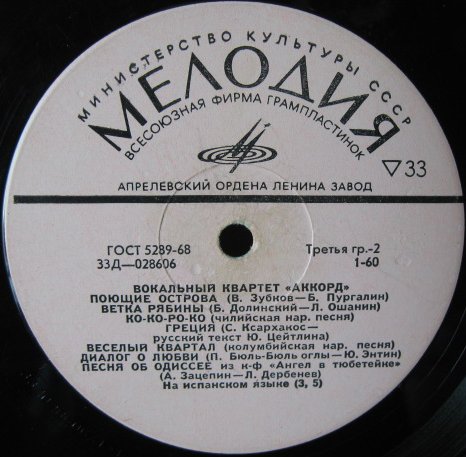 МИНИСТЕРСТВО КУЛЬТУРЫ СССР
МЕЛОДИЯ
ВСЕСОЮЗНАЯ ФИРМА ГРАМПЛАСТИНОК
▽33
АПРЕЛЕВСКИЙ ОРДЕНА ЛЕНИНА ЗАВОД
ГОСТ 5289-68
33Д—028606
Третья гр.-2
1-60
ВОКАЛЬНЫЙ КВАРТЕТ «АККОРД»
ПОЮЩИЕ ОСТРОВА (В. Зубков—Б. Пургалин)
ВЕТКА РЯБИНЫ (Б. Долинский—Л. Ошанин)
КО-КО-РО-КО (чилийская нар. песня)
ГРЕЦИЯ (С. Ксархакос—
русский текст Ю. Цейтлина)
ВЕСЕЛЫЙ КВАРТАЛ (колумбийская нар. песня)
ДИАЛОГ О ЛЮБВИ (П. Бюль-Бюль оглы—Ю. Энтин)
ПЕСНЯ ОБ ОДИССЕЕ из к-ф «Ангел в тюбетейке»
(А. Зацепин—Л. Дербенев)
На испанском языке (3, 5)